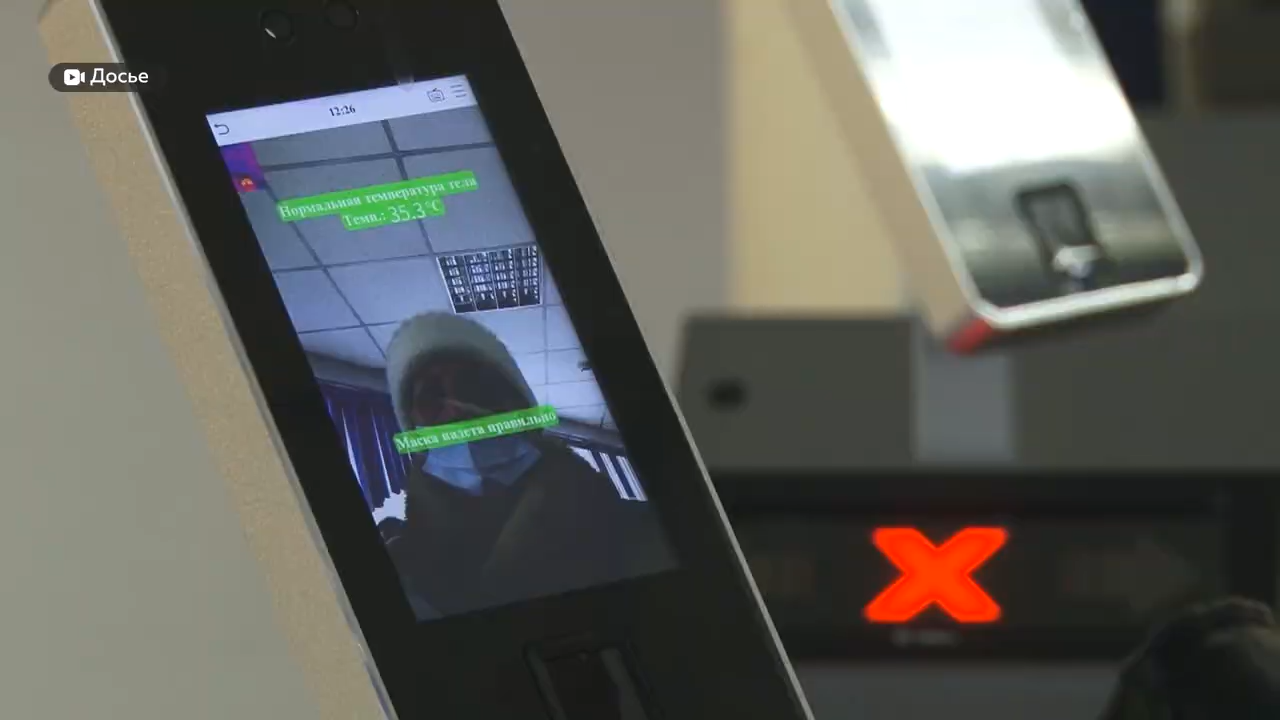 Досье
12:26
Нормальная температура тела
Темп.: 35.3°C
Маска надета правильно